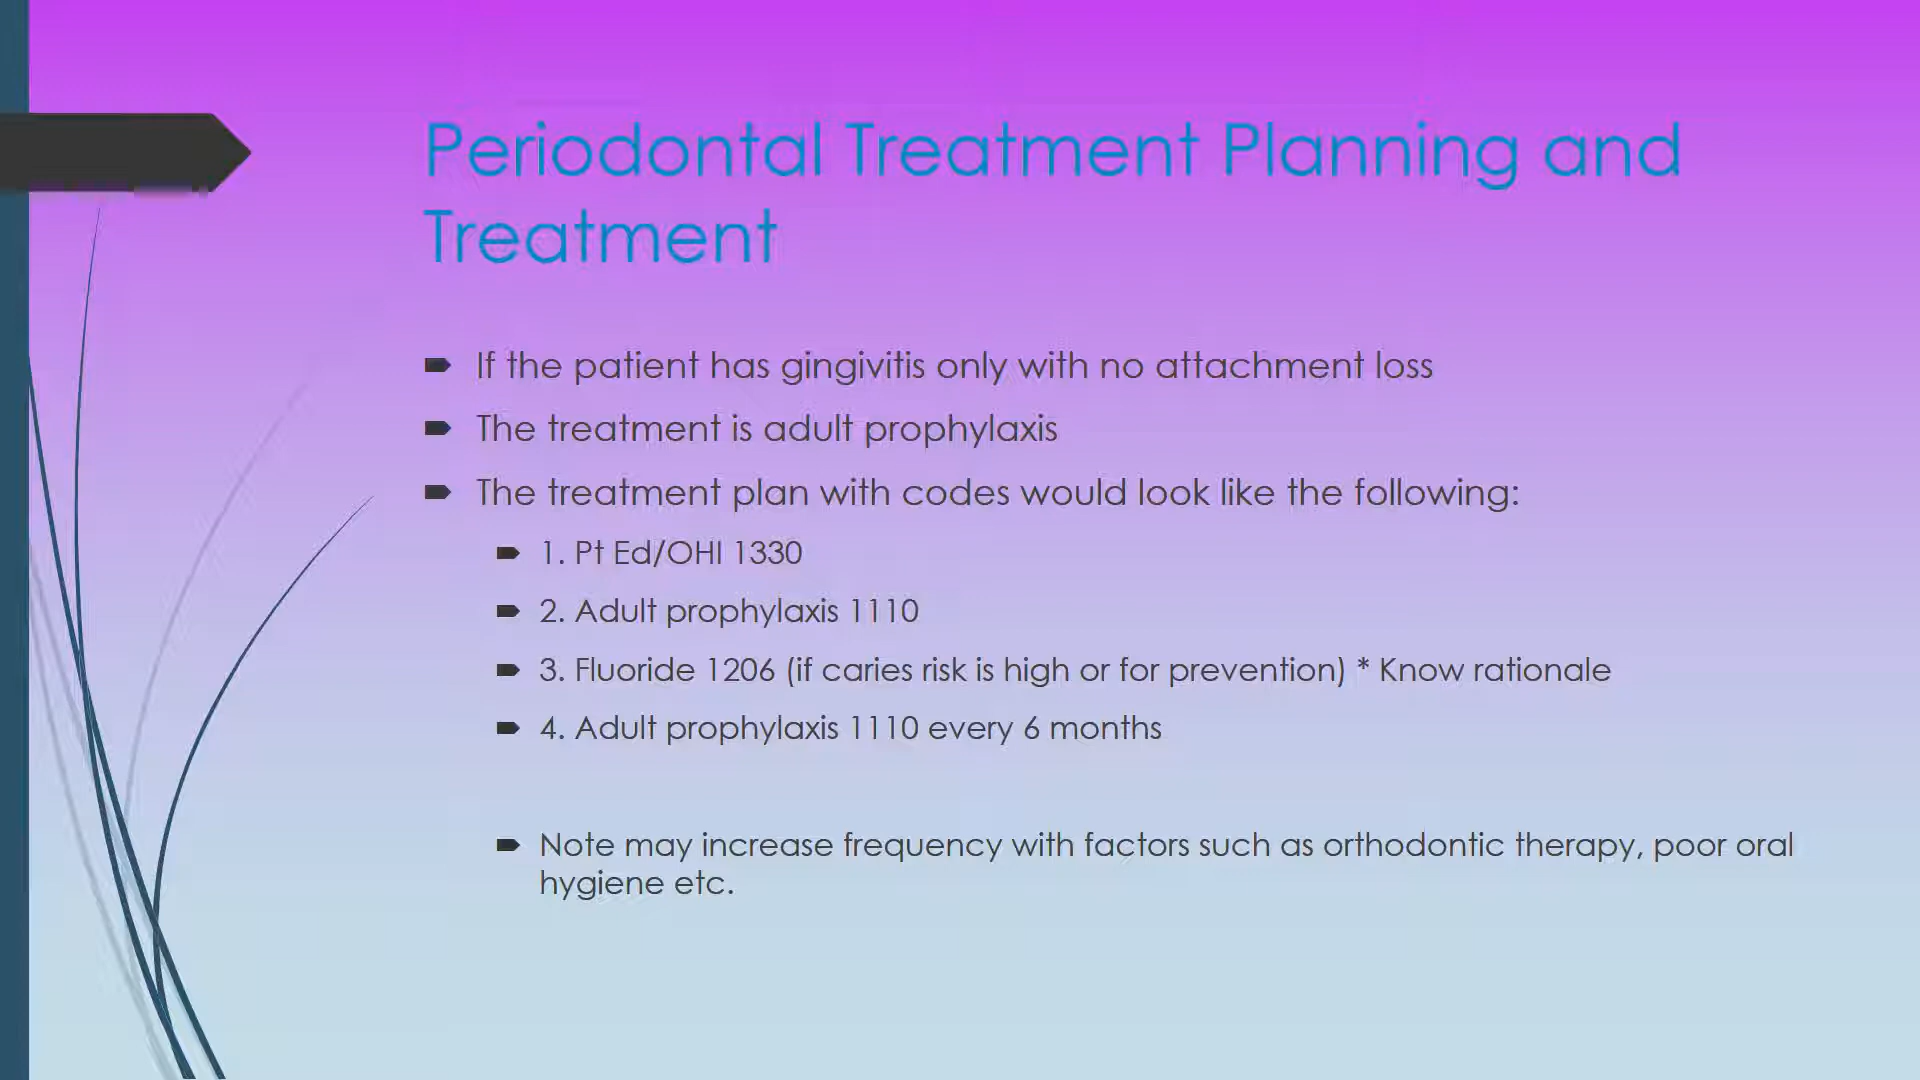 Periodontal Treatment Planning and
Treatment
If the patient has gingivitis only with no attachment loss
The treatment is adult prophylaxis
The treatment plan with codes would look like the following:
1. Pt Ed/OHI 1330
2. Adult prophylaxis 1110
3. Fluoride 1206 (if caries risk is high or for prevention) * Know rationale
4. Adult prophylaxis 1110 every 6 months
Note may increase frequency with factors such as orthodontic therapy, poor oral
hygiene etc.